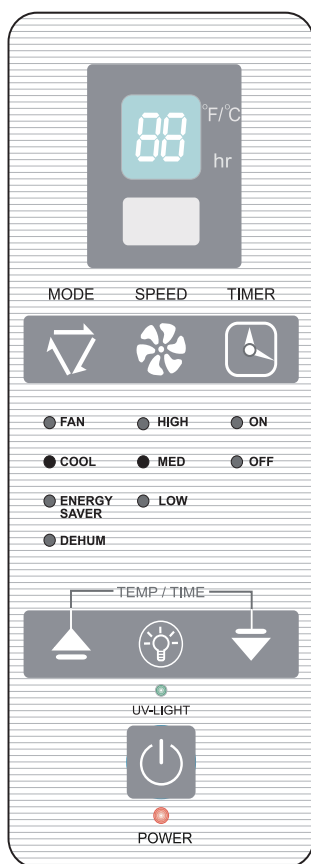 88
°F/°C
hr
MODE SPEED TIMER
FAN HIGH ON
COOL MED OFF
ENERGY SAVER LOW
DEHUM
TEMP / TIME
UV-LIGHT
POWER